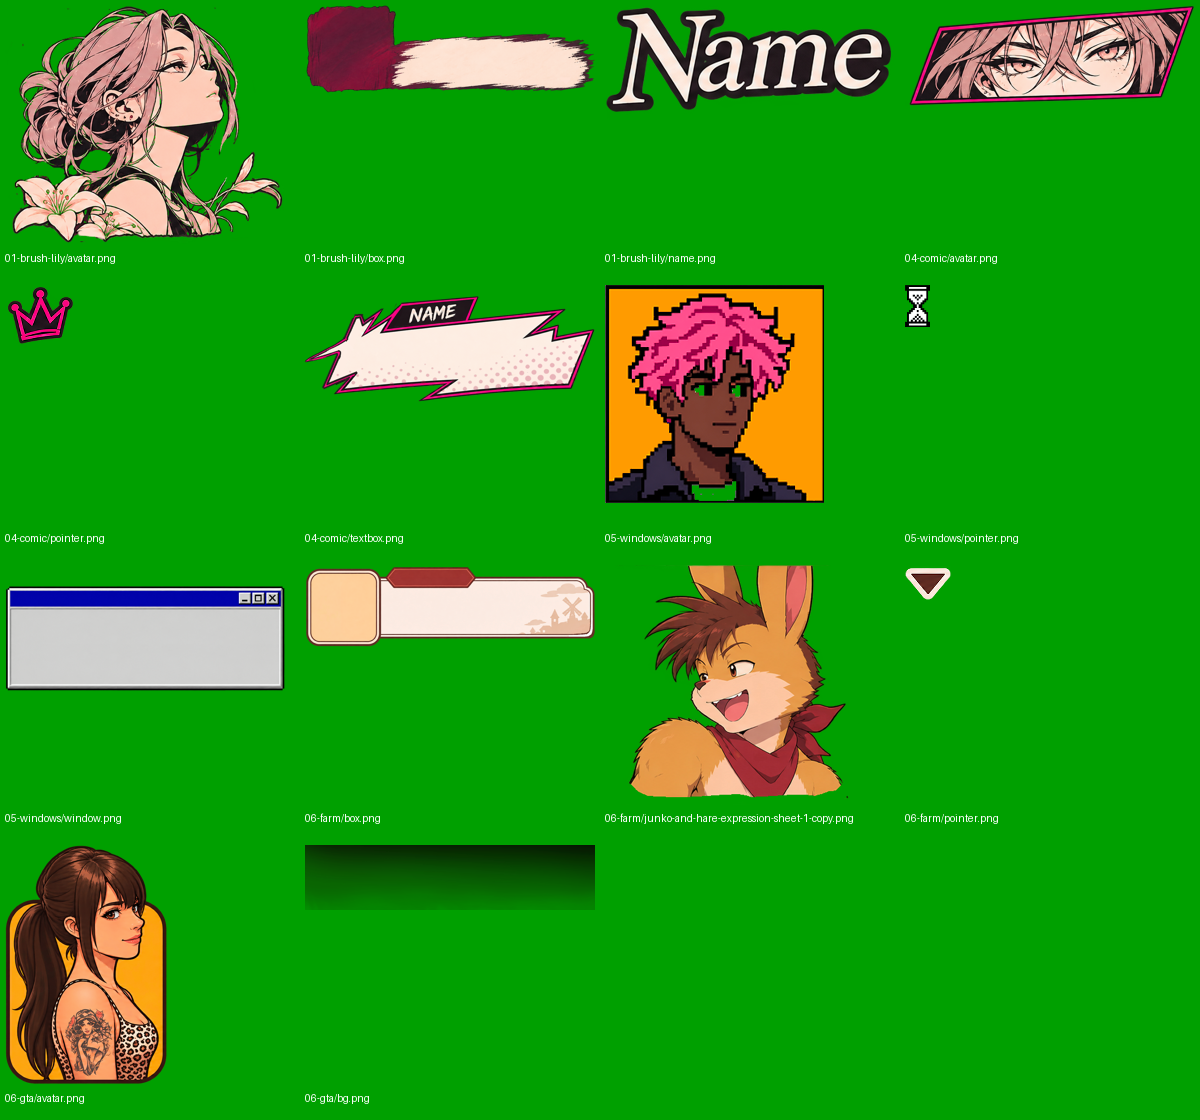 Name
01-brush-lily/avatar.png
01-brush-lily/box.png
01-brush-lily/name.png
04-comic/avatar.png
NAME
04-comic/pointer.png
04-comic/textbox.png
05-windows/avatar.png
05-windows/pointer.png
05-windows/window.png
06-farm/box.png
06-farm/junko-and-hare-expression-sheet-1-copy.png
06-farm/pointer.png
06-gta/avatar.png
06-gta/bg.png